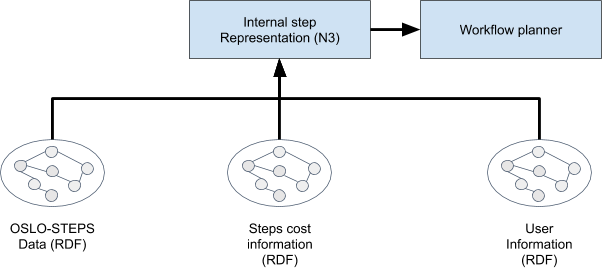 Internal step
Representation (N3)
Workflow planner
OSLO-STEPS
Data (RDF)
Steps cost
information
(RDF)
User
Information
(RDF)